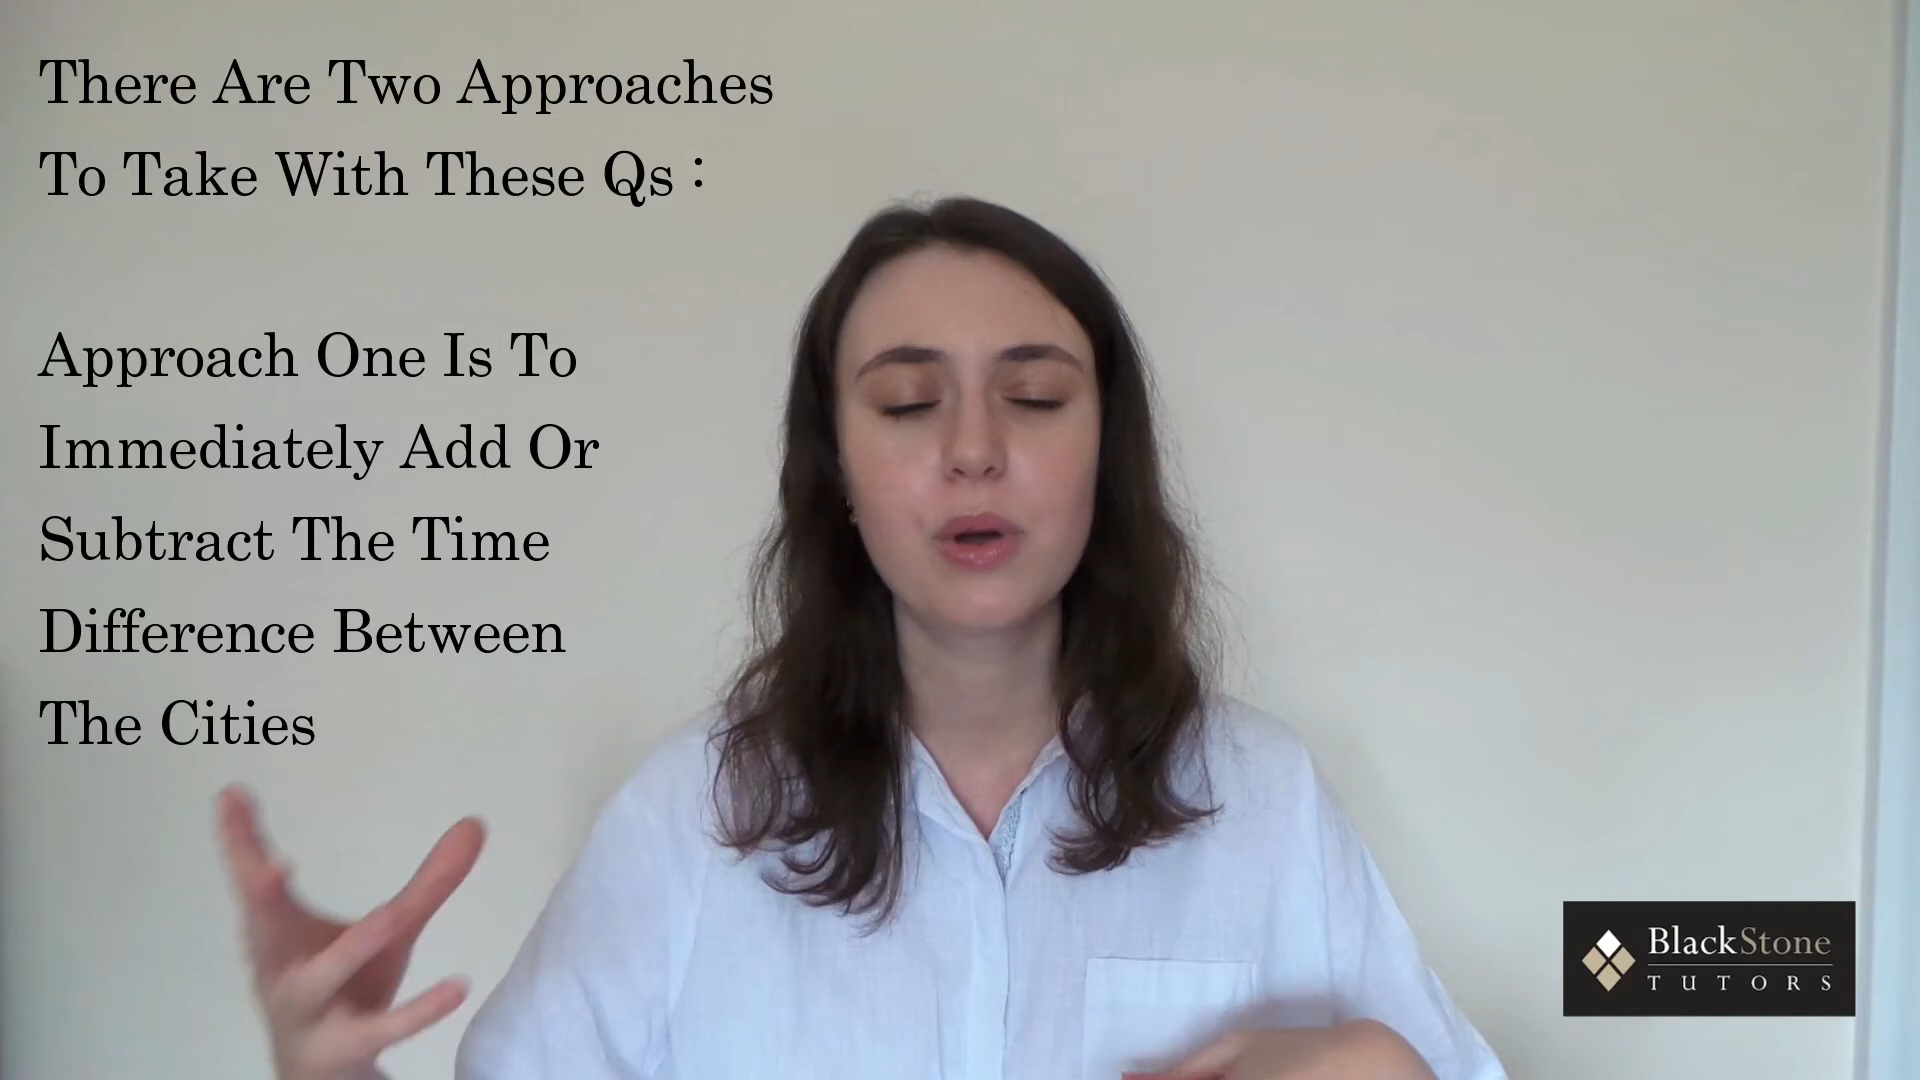 There Are Two Approaches
To Take With These Qs :
Approach One Is To
Immediately Add Or
Subtract The Time
Difference Between
The Cities
BlackStone
TUTORS